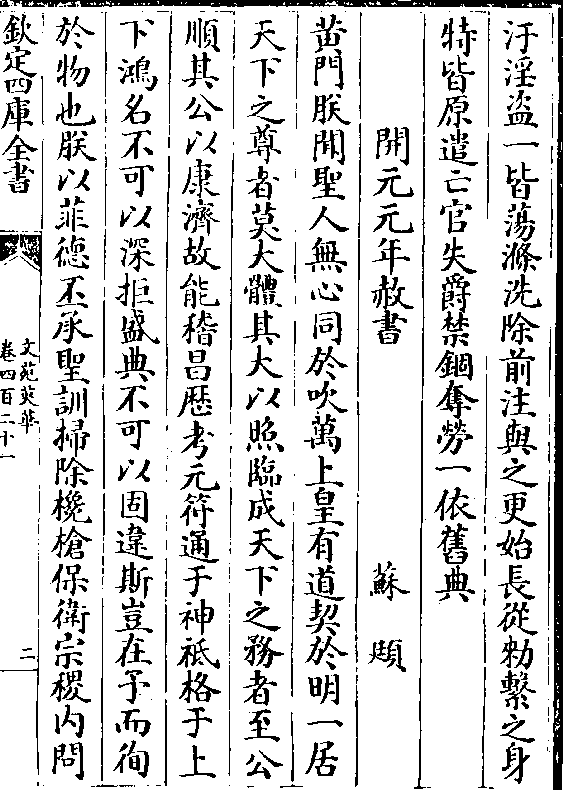 汙淫盗一皆蕩滌洗除前注與之更始長從勑繫之身
特皆原遣亡官失爵禁錮奪勞一依舊典
開元元年赦書　蘇頲
黄門朕聞聖人無心同於吹萬上皇有道契於明一居
天下之尊者莫大體其大以照臨成天下之務者至公
順其公以康濟故能稽昌歴考元符通于神祗格于上
下鴻名不可以深拒盛典不可以固違斯豈在予而徇
於物也朕以菲德丕承聖訓掃除欃槍保衛宗稷内問
欽定四庫全書
文苑英華
卷四百二十一
二